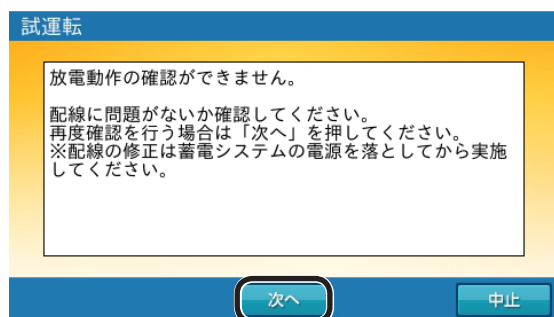 試運転
放電動作の確認ができません。
配線に問題がないか確認してください。
再度確認を行う場合は「次へ」を押してください。
※配線の修正は蓄電システムの電源を落としてから実施
してください。
次へ
中止